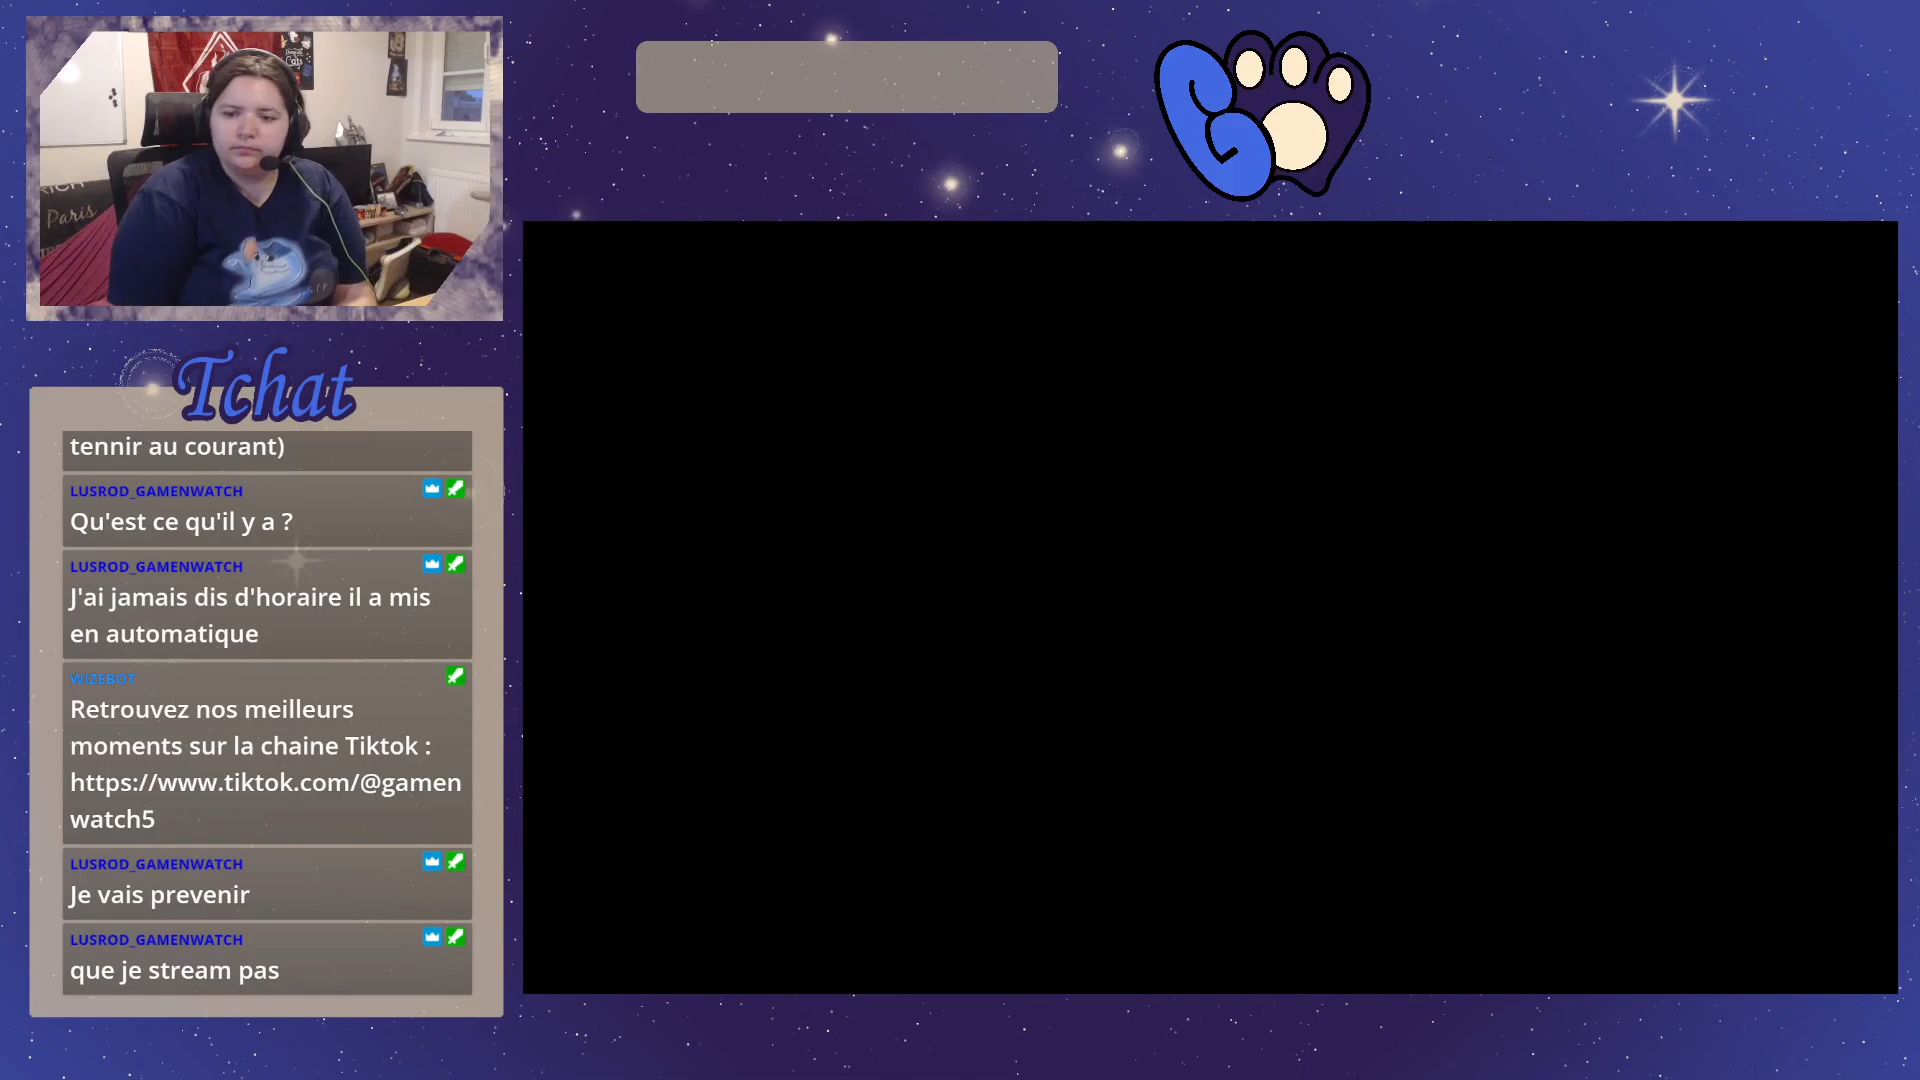 RICH
Paris
Tchat
tennir au courant)
LUSROD_GAMENWATCH
Qu'est ce qu'il y a ?
LUSROD_GAMENWATCH
J'ai jamais dis d'horaire il a mis
en automatique
WIZEBOT
Retrouvez nos meilleurs
moments sur la chaine Tiktok :
https://www.tiktok.com/@gamen
watch5
LUSROD_GAMENWATCH
Je vais prevenir
LUSROD_GAMENWATCH
que je stream pas